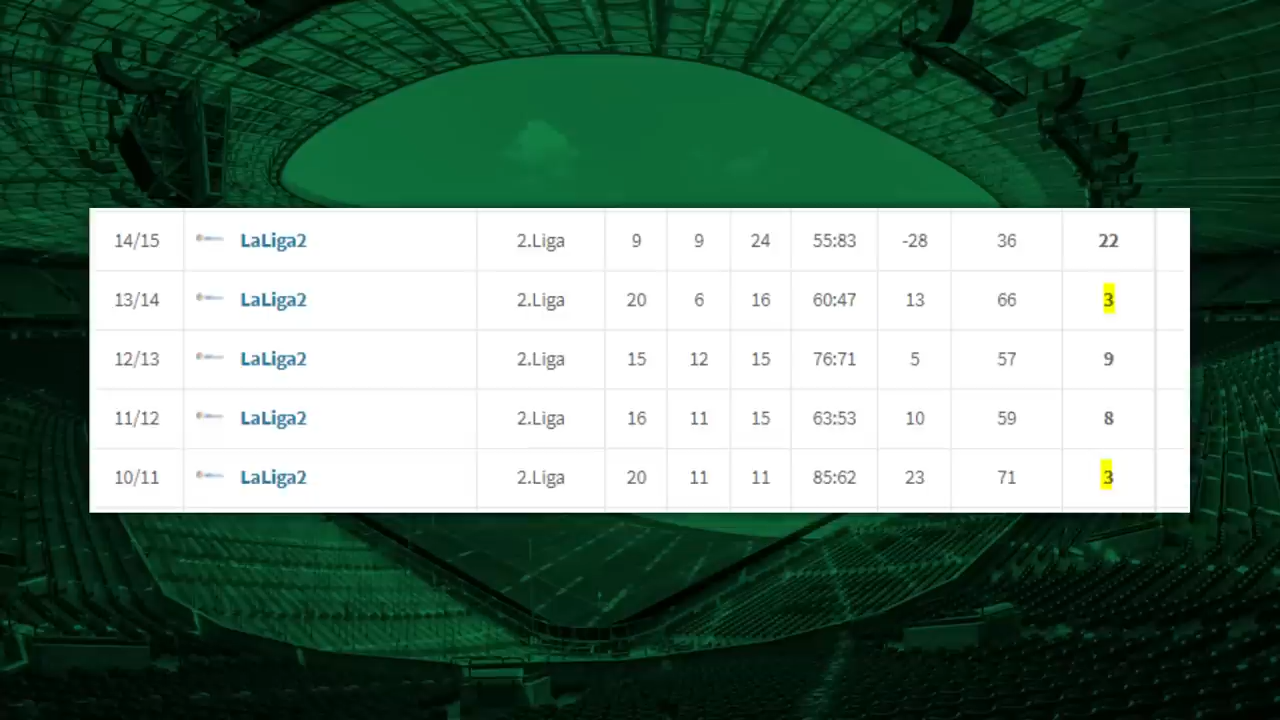 14/15 LaLiga2 2.Liga 9 9 24 55:83 -28 36 22
13/14 LaLiga2 2.Liga 20 6 16 60:47 13 66 3
12/13 LaLiga2 2.Liga 15 12 15 76:71 5 57 9
11/12 LaLiga2 2.Liga 16 11 15 63:53 10 59 8
10/11 LaLiga2 2.Liga 20 11 11 85:62 23 71 3